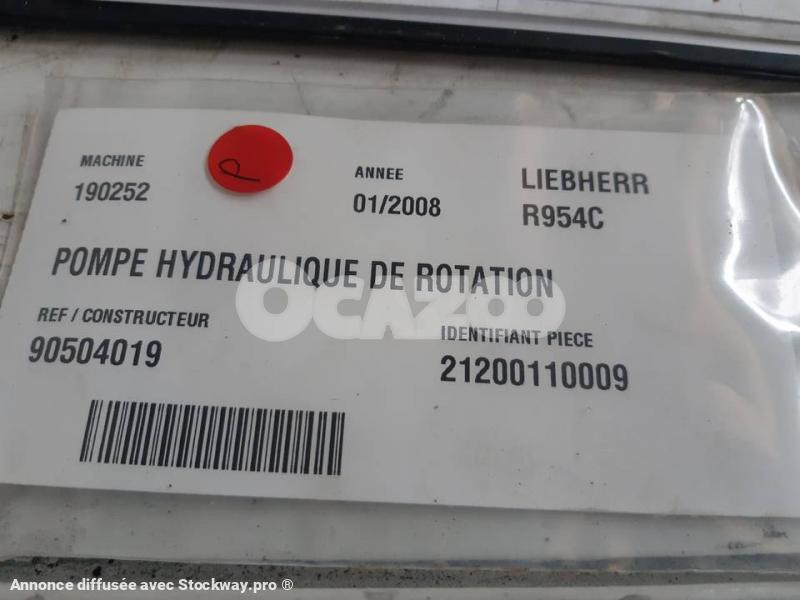 MACHINE
190252
P
ANNEE
01/2008
LIEBHERR
R954C
POMPE HYDRAULIQUE DE ROTATION
OCAZOO
REF / CONSTRUCTEUR
90504019
IDENTIFIANT PIECE
21200110009
Annonce diffusée avec Stockway.pro ®